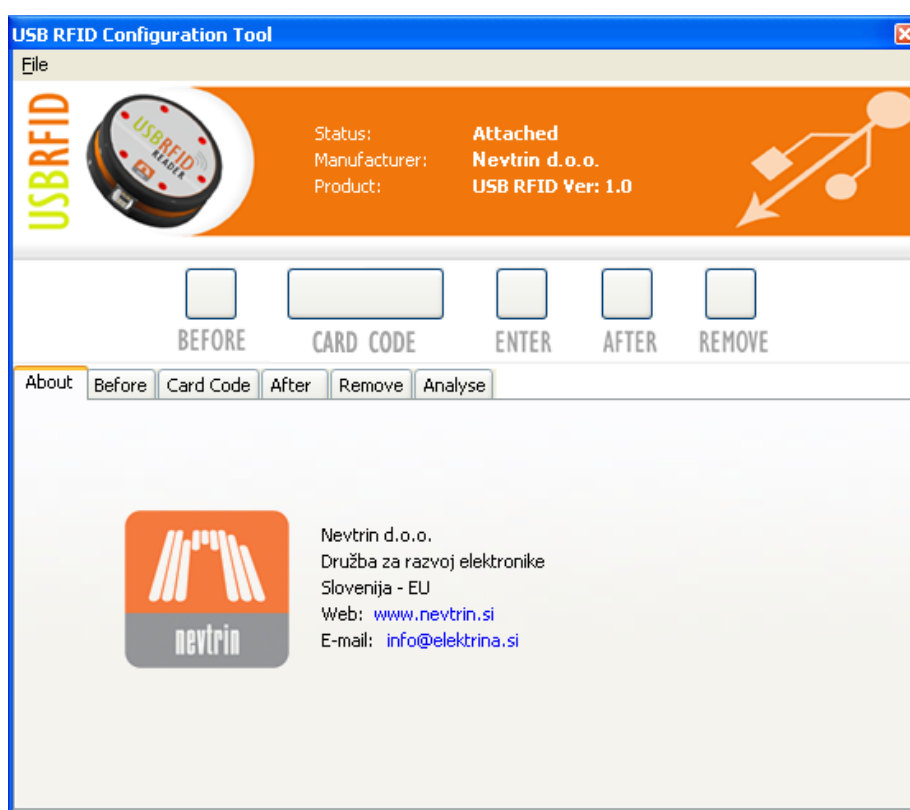 USB RFID Configuration Tool
File
USBRFID
USBRFID
READER
Status: Attached
Manufacturer: Nevtrin d.o.o.
Product: USB RFID Ver: 1.0
BEFORE CARD CODE ENTER AFTER REMOVE
About Before Card Code After Remove Analyse
Nevtrin d.o.o.
Družba za razvoj elektronike
Slovenija - EU
Web: www.nevtrin.si
E-mail: info@elektrina.si
nevtrin